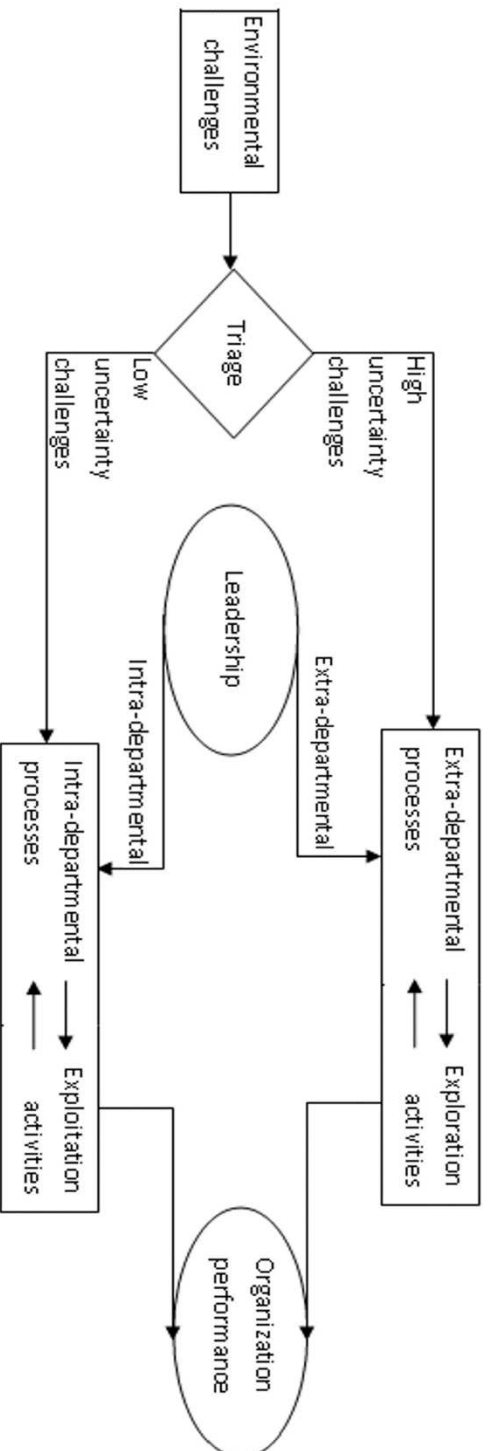 Environmental
challenges
Triage
High
uncertainty
challenges
Low
uncertainty
challenges
Leadership
Extra-departmental
Intra-departmental
Extra-departmental
processes
Exploration
activities
Intra-departmental
processes
Exploitation
activities
Organization
performance